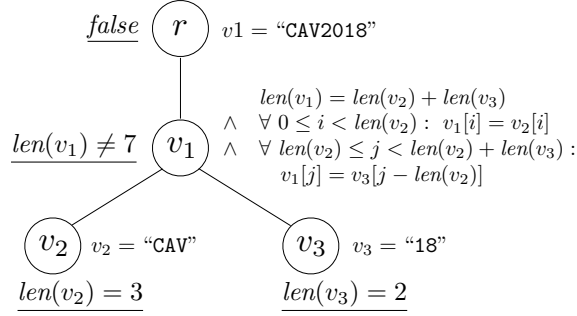 false r v1 = “CAV2018”
len(v₁) = len(v₂) + len(v₃)
∧ ∀ 0 ≤ i < len(v₂) : v₁[i] = v₂[i]
len(v₁) ≠ 7 v₁ ∧ ∀ len(v₂) ≤ j < len(v₂) + len(v₃) :
v₁[j] = v₃[j − len(v₂)]
v₂ v₂ = “CAV” v₃ v₃ = “18”
len(v₂) = 3 len(v₃) = 2